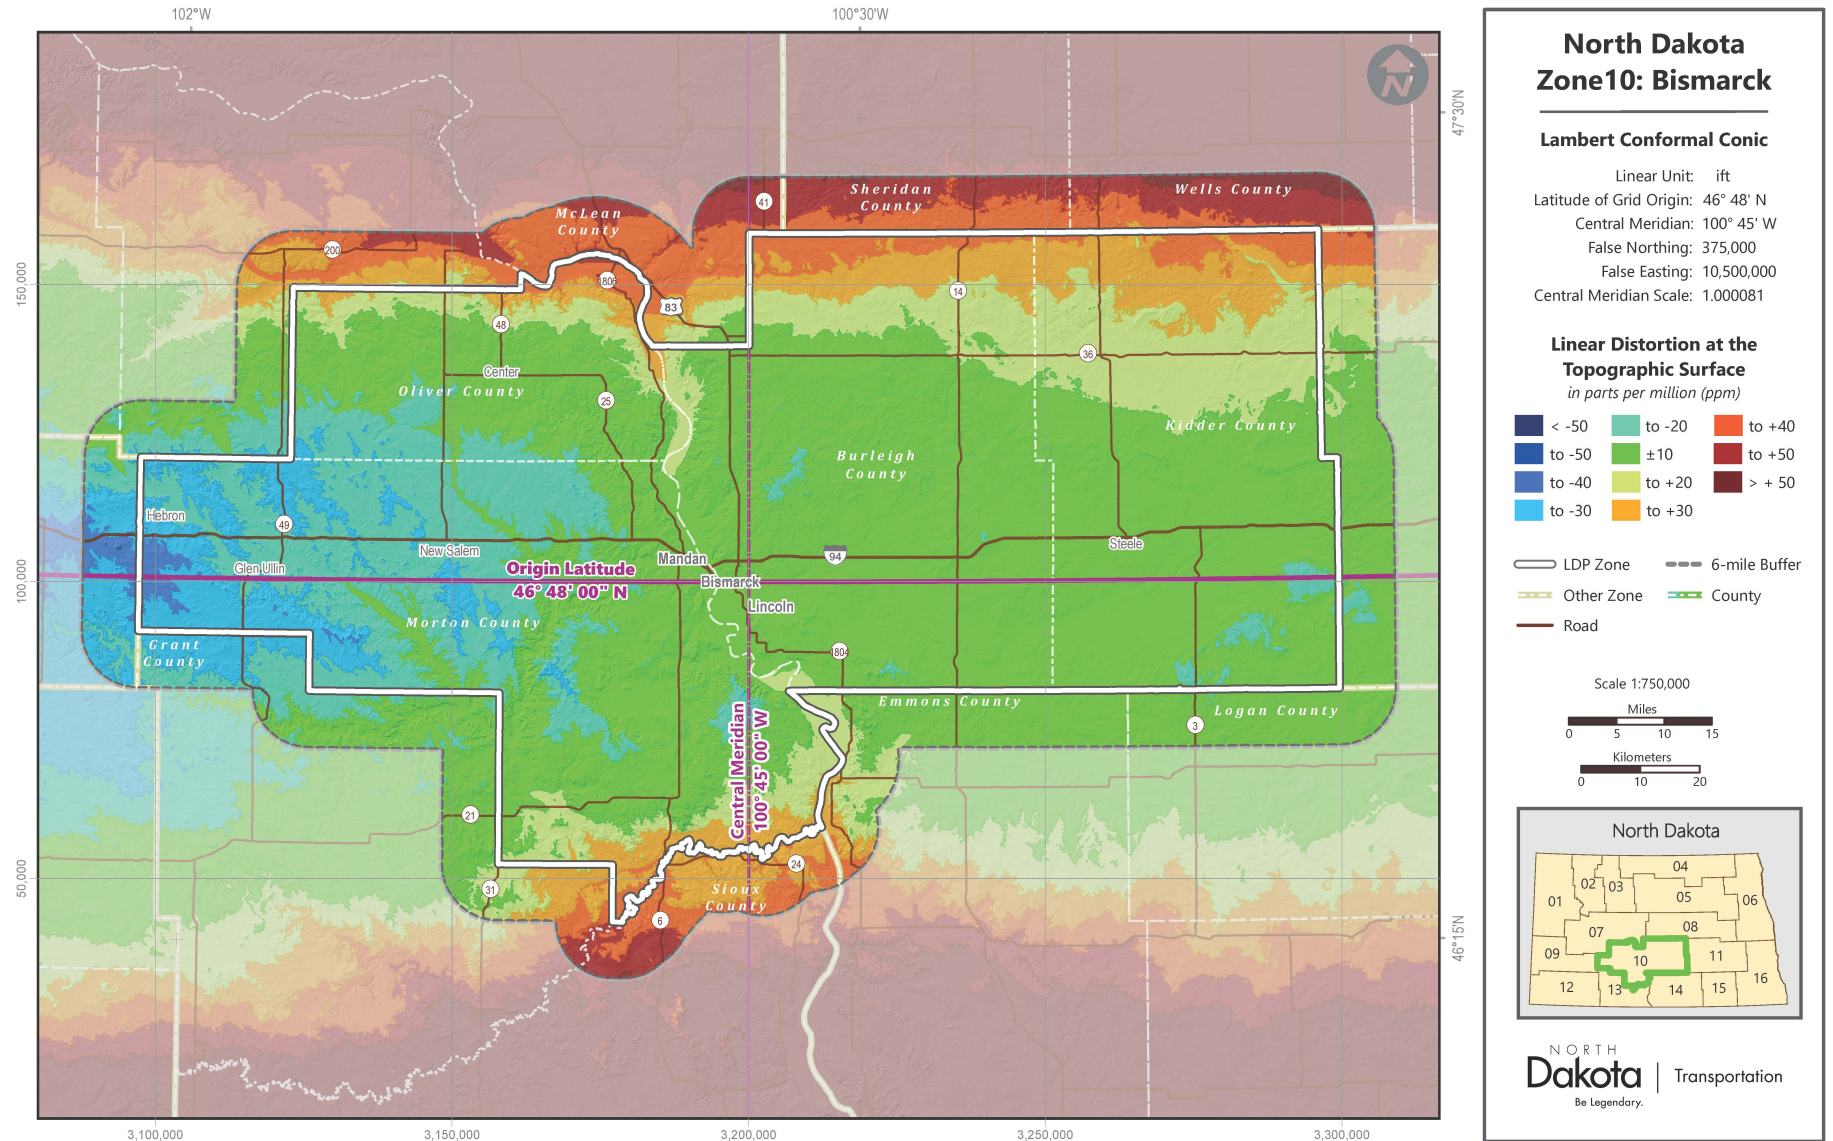 102°W
100°30'W
47°30'N
46°15'N
150,000
100,000
50,000
3,100,000
3,150,000
3,200,000
3,250,000
3,300,000
N
Sheridan
County
Wells County
McLean
County
41
200
1806
83
14
48
36
Center
Oliver County
25
Kidder County
Burleigh
County
Hebron
49
New Salem
Mandan
94
Steele
Glen Ullin
Origin Latitude
46° 48' 00" N
Bismarck
Lincoln
Morton County
Grant
County
1804
Emmons County
Logan County
3
Central Meridian
100° 45' 00" W
21
24
31
Sioux
County
6
North Dakota
Zone10: Bismarck
Lambert Conformal Conic
Linear Unit: ift
Latitude of Grid Origin: 46° 48' N
Central Meridian: 100° 45' W
False Northing: 375,000
False Easting: 10,500,000
Central Meridian Scale: 1.000081
Linear Distortion at the
Topographic Surface
in parts per million (ppm)
< -50 to -20 to +40
to -50 ±10 to +50
to -40 to +20 > + 50
to -30 to +30
LDP Zone 6-mile Buffer
Other Zone County
Road
Scale 1:750,000
Miles
0 5 10 15
Kilometers
0 10 20
North Dakota
04
02
03
01
05
06
07
08
09
10
11
12
13
14
15
16
NORTH
Dakota | Transportation
Be Legendary.